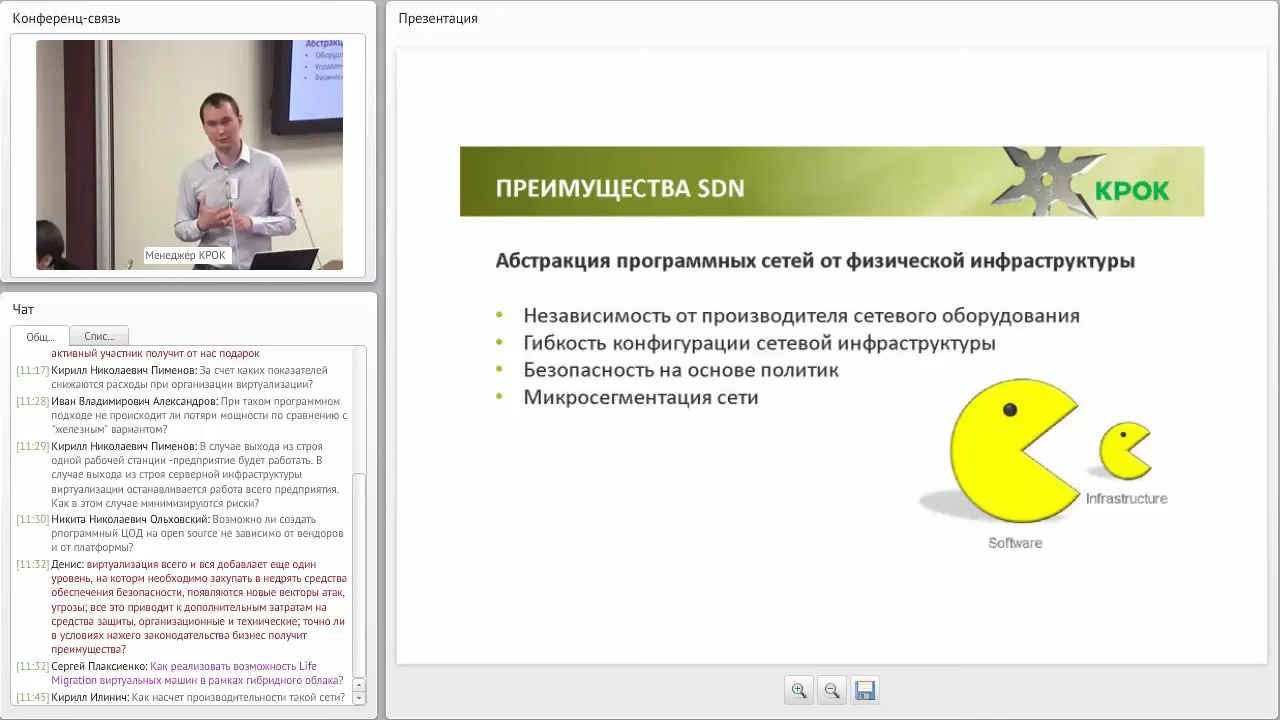 Конференц-связь
Абстракц
Оборудо
Управлен
Физическ
Менеджер КРОК
Чат
Общ...
Спис...
активный участник получит от нас подарок
[11:17] Кирилл Николаевич Пименов: За счет каких показателей
снижаются расходы при организации виртуализации?
[11:28] Иван Владимирович Александров: При таком программном
подходе не происходит ли потяри мощности по сравнению с
"железным" вариантом?
[11:29] Кирилл Николаевич Пименов: В случае выхода из строя
одной рабочей станции -предприятие будет работать. В
случае выхода из строя серверной инфраструктуры
виртуализации останавливается работа всего предприятия.
Как в этом случае минимизируются риски?
[11:30] Никита Николаевич Ольховский: Возможно ли создать
рпограммный ЦОД на open source не зависимо от вендоров
и от платформы?
[11:32] Денис: виртуализация всего и вся добавляет еще один
уровень, на которм необходимо закупать в недрять средства
обеспечения безопасности, появляются новые векторы атак,
угрозы; все это приводит к дополнительным затратам на
средства защиты, организационные и технические; точно ли
в условиях нажего законодательства бизнес получит
преимущества?
[11:32] Сергей Плаксиенко: Как реализовать возможность Life
Migration виртуальных машин в рамках гибридного облака?
[11:45] Кирилл Илинич: Как насчет производительности такой сети?
Презентация
ПРЕИМУЩЕСТВА SDN
КРОК
Абстракция программных сетей от физической инфраструктуры
• Независимость от производителя сетевого оборудования
• Гибкость конфигурации сетевой инфраструктуры
• Безопасность на основе политик
• Микросегментация сети
Infrastructure
Software